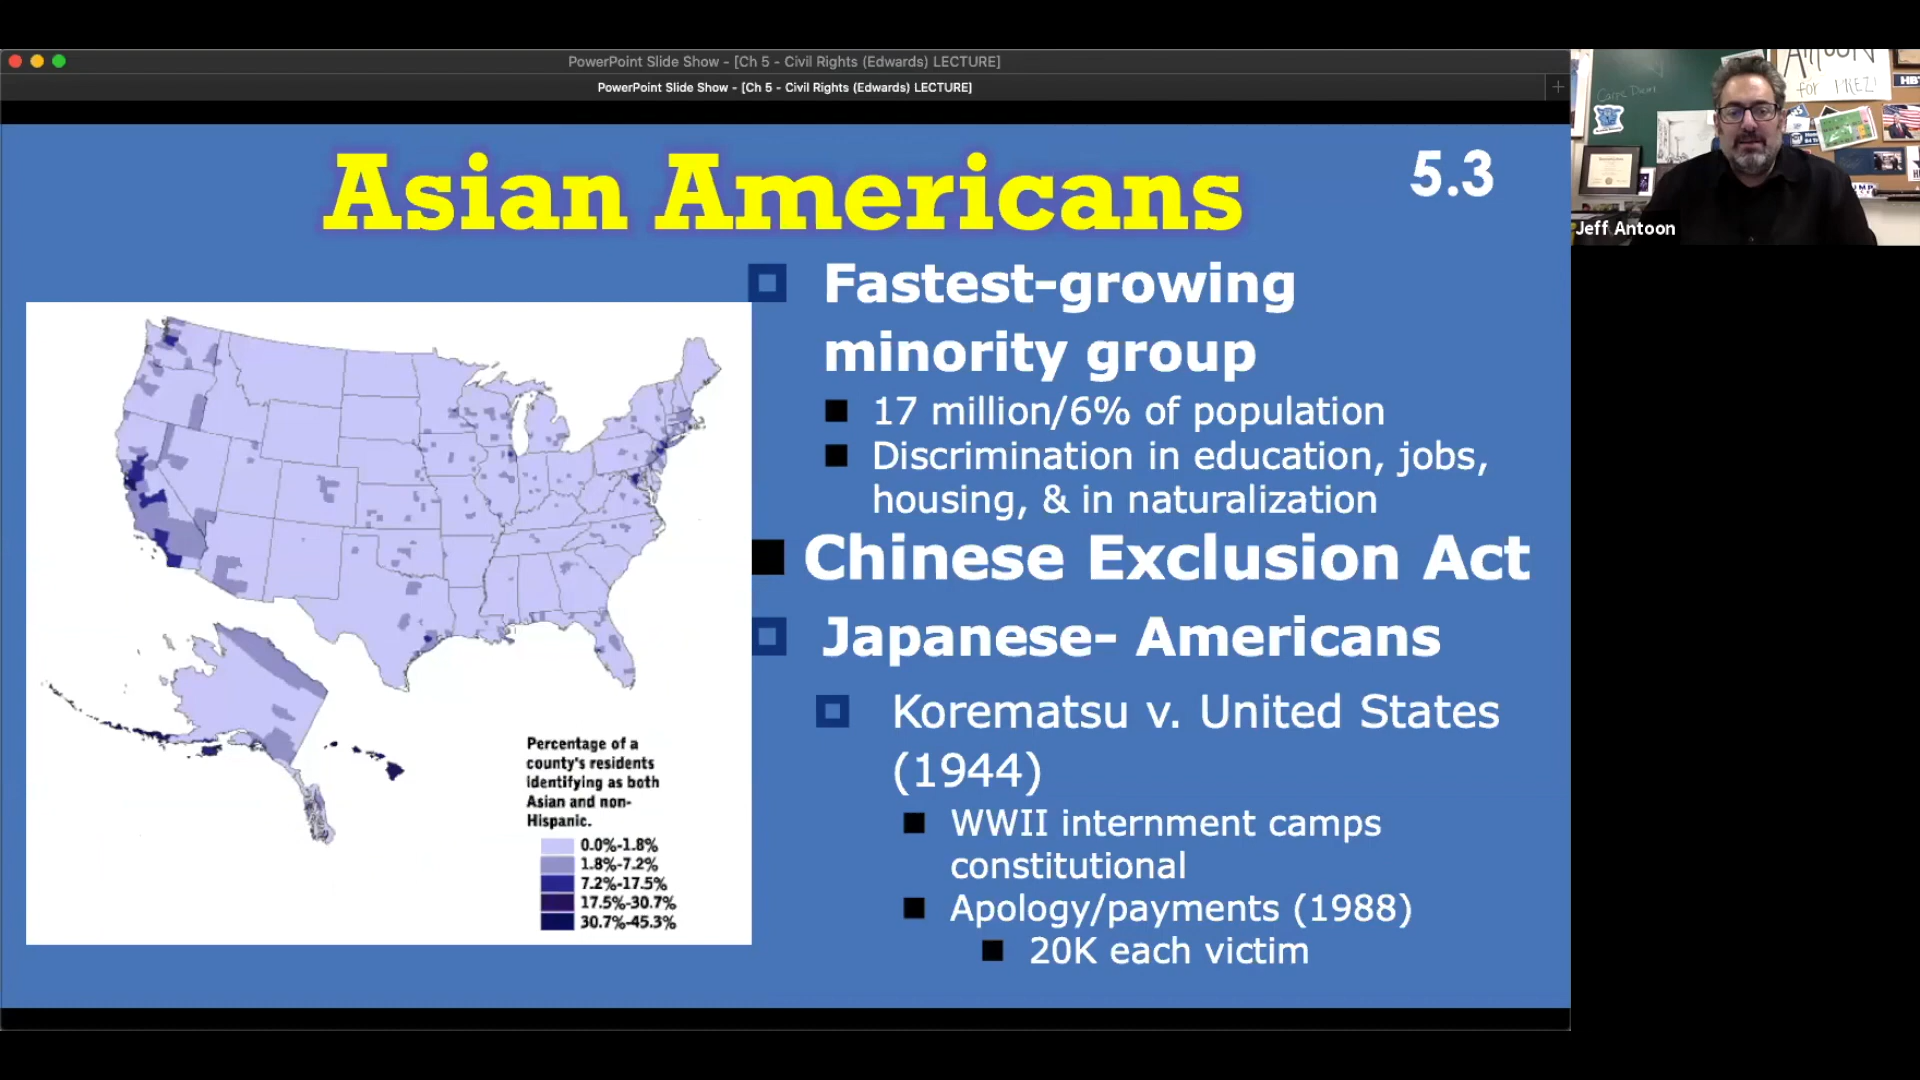 PowerPoint Slide Show - [Ch 5 - Civil Rights (Edwards) LECTURE]
PowerPoint Slide Show - [Ch 5 - Civil Rights (Edwards) LECTURE]
Asian Americans
5.3
Fastest-growing
minority group
17 million/6% of population
Discrimination in education, jobs,
housing, & in naturalization
Chinese Exclusion Act
Japanese- Americans
Korematsu v. United States
(1944)
WWII internment camps
constitutional
Apology/payments (1988)
20K each victim
Percentage of a
county's residents
identifying as both
Asian and non-
Hispanic.
0.0%-1.8%
1.8%-7.2%
7.2%-17.5%
17.5%-30.7%
30.7%-45.3%
Carpe Diem
for PREZ!
Jeff Antoon